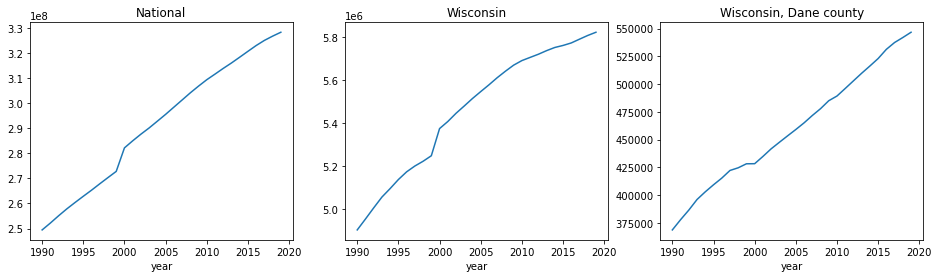 National
1e8
3.3
3.2
3.1
3.0
2.9
2.8
2.7
2.6
2.5
1990 1995 2000 2005 2010 2015 2020
year
Wisconsin
1e6
5.8
5.6
5.4
5.2
5.0
1990 1995 2000 2005 2010 2015 2020
year
Wisconsin, Dane county
550000
525000
500000
475000
450000
425000
400000
375000
1990 1995 2000 2005 2010 2015 2020
year